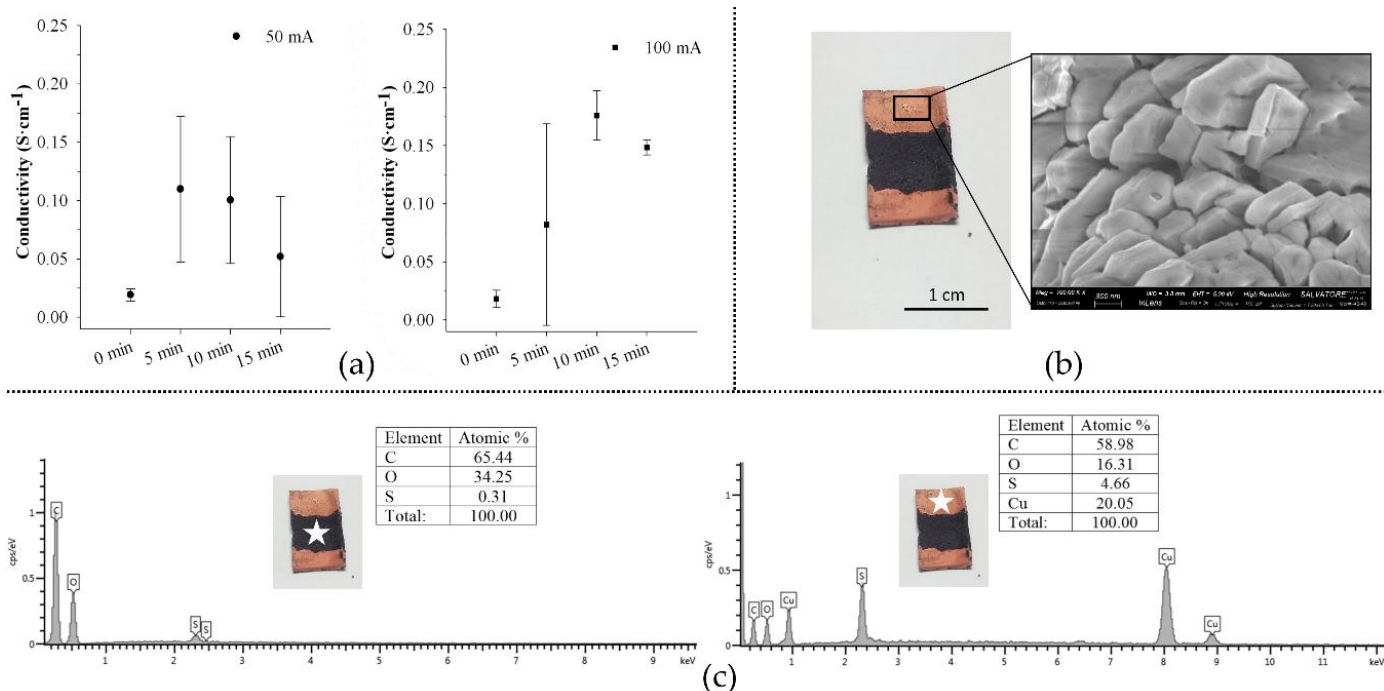 0.25
0.20
0.15
0.10
0.05
0.00
Conductivity (S·cm⁻¹)
50 mA
0 min
5 min
10 min
15 min
0.25
0.20
0.15
0.10
0.05
0.00
Conductivity (S·cm⁻¹)
100 mA
0 min
5 min
10 min
15 min
(a)
1 cm
300 nm
High Resolution
SALVATORE
(b)
Element Atomic %
C 65.44
O 34.25
S 0.31
Total: 100.00
cps/eV
1
0.5
0
C
O
S
S
1 2 3 4 5 6 7 8 9 keV
Element Atomic %
C 58.98
O 16.31
S 4.66
Cu 20.05
Total: 100.00
cps/eV
1
0.5
0
C
O
Cu
S
Cu
Cu
1 2 3 4 5 6 7 8 9 10 11 keV
(c)